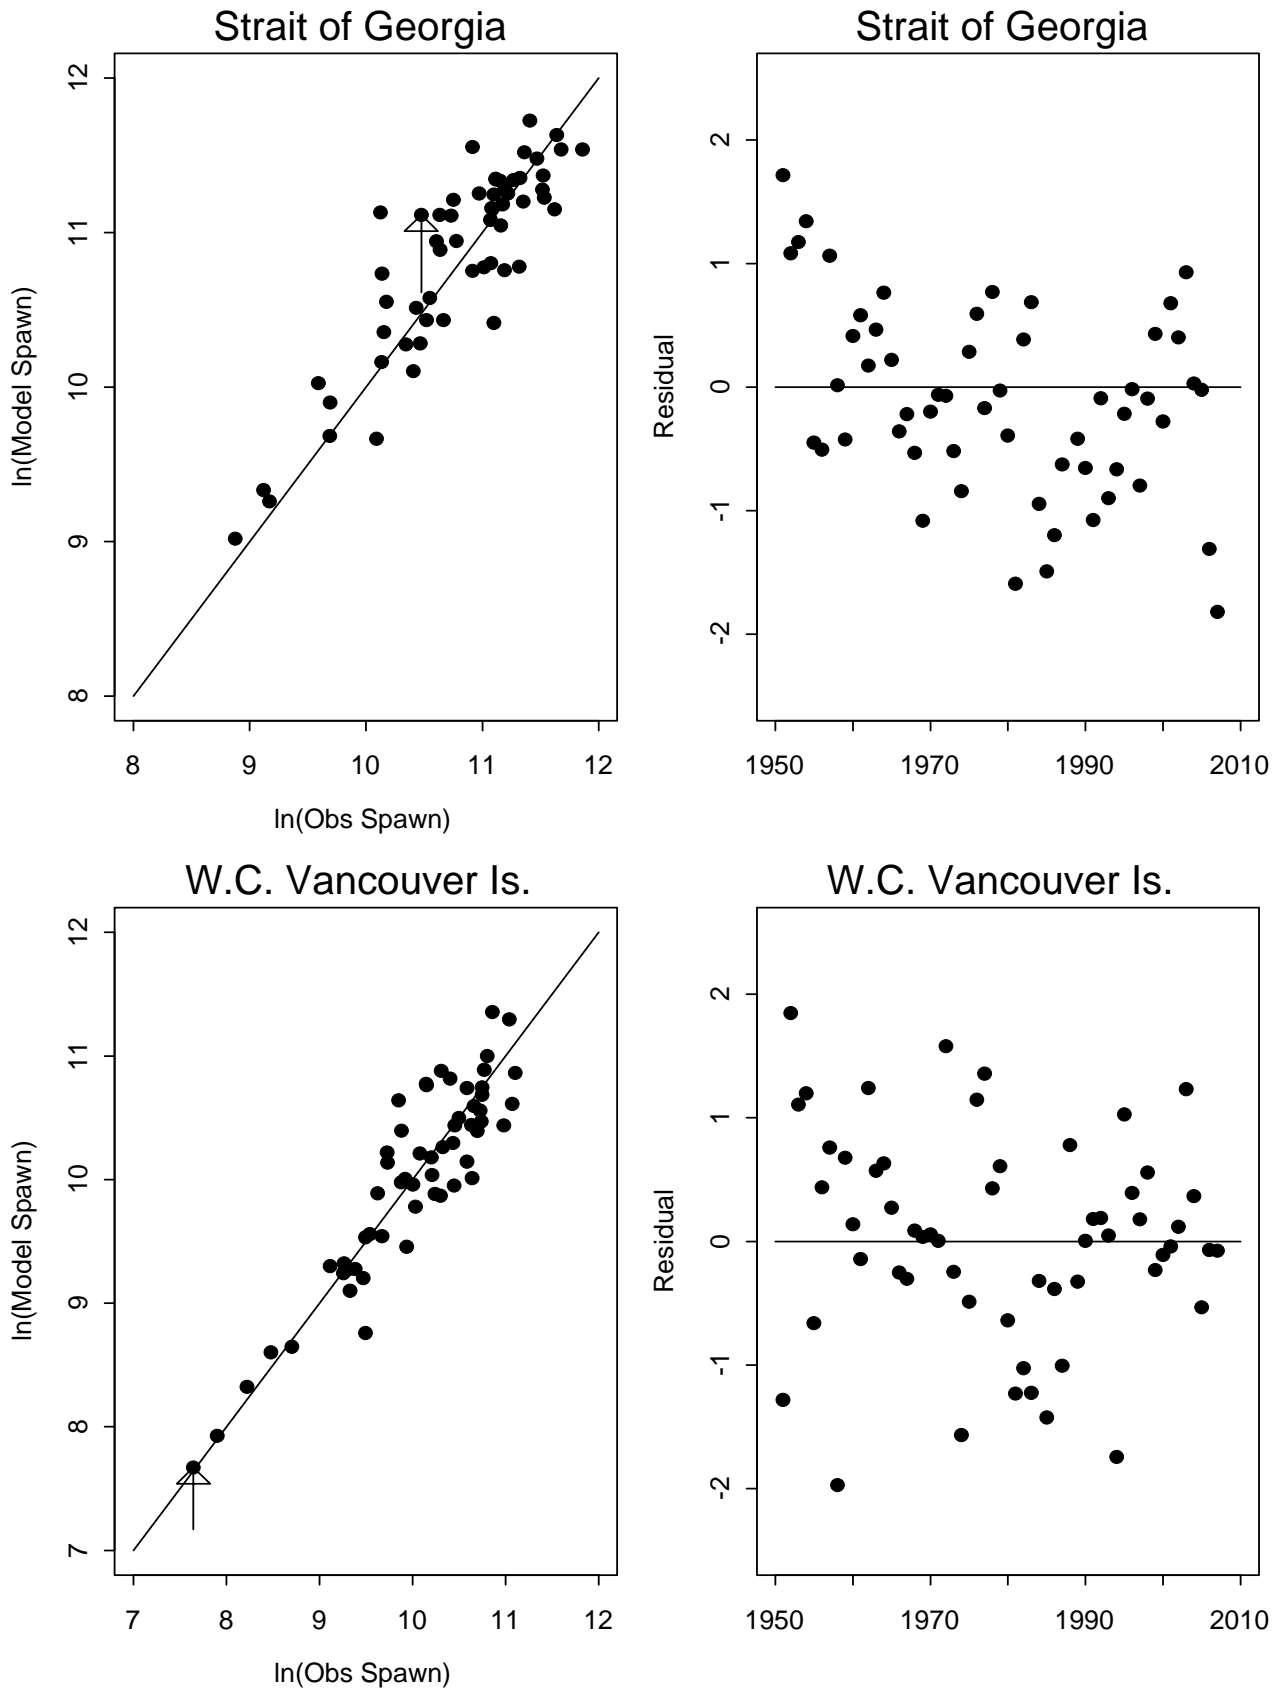 Strait of Georgia
12
11
10
9
8
ln(Model Spawn)
8 9 10 11 12
ln(Obs Spawn)
Strait of Georgia
2
1
0
-1
-2
Residual
1950 1970 1990 2010
W.C. Vancouver Is.
12
11
10
9
8
7
ln(Model Spawn)
7 8 9 10 11 12
ln(Obs Spawn)
W.C. Vancouver Is.
2
1
0
-1
-2
Residual
1950 1970 1990 2010